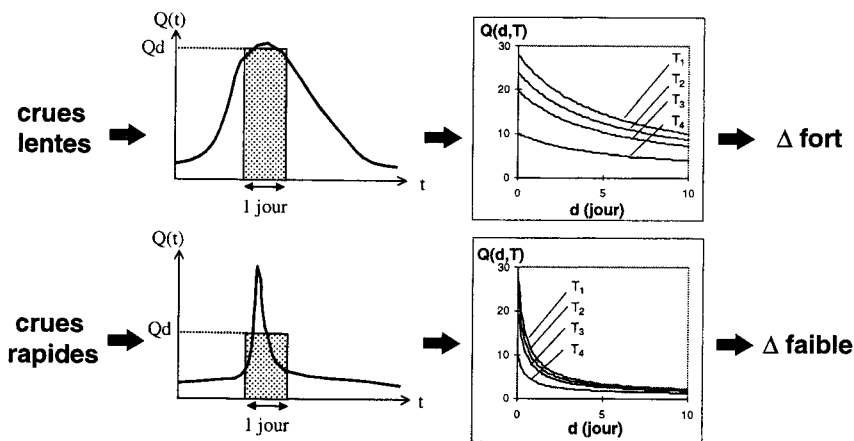 crues
lentes
Q(t)
Qd
t
1 jour
Q(d,T)
30
20
10
0
0
5
10
d (jour)
T1
T2
T3
T4
Δ fort
crues
rapides
Q(t)
Qd
t
1 jour
Q(d,T)
30
20
10
0
0
5
10
d (jour)
T1
T2
T3
T4
Δ faible